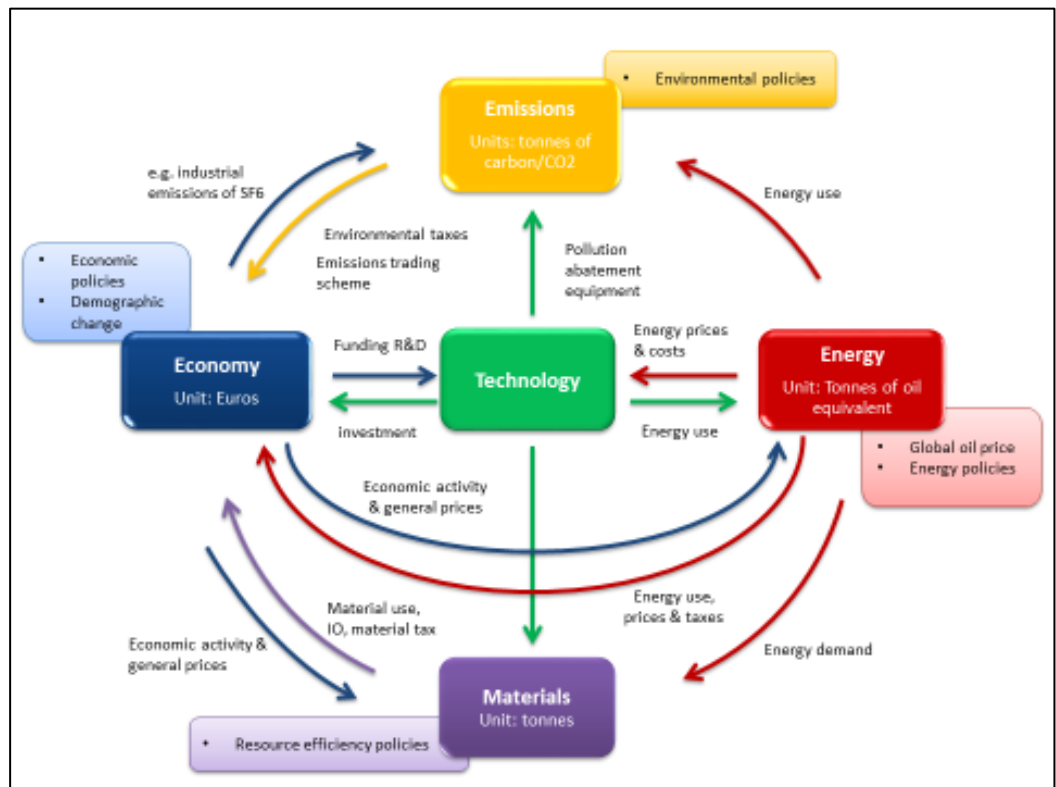 Environmental policies
Emissions
Units: tonnes of
carbon/CO2
e.g. industrial
emissions of SF6
Energy use
Environmental taxes
Emissions trading
scheme
Pollution
abatement
equipment
Economic
policies
Demographic
change
Economy
Unit: Euros
Funding R&D
investment
Technology
Energy prices
& costs
Energy use
Energy
Unit: Tonnes of oil
equivalent
Global oil price
Energy policies
Economic activity
& general prices
Material use,
IO, material tax
Energy use,
prices & taxes
Economic activity &
general prices
Energy demand
Materials
Unit: tonnes
Resource efficiency policies